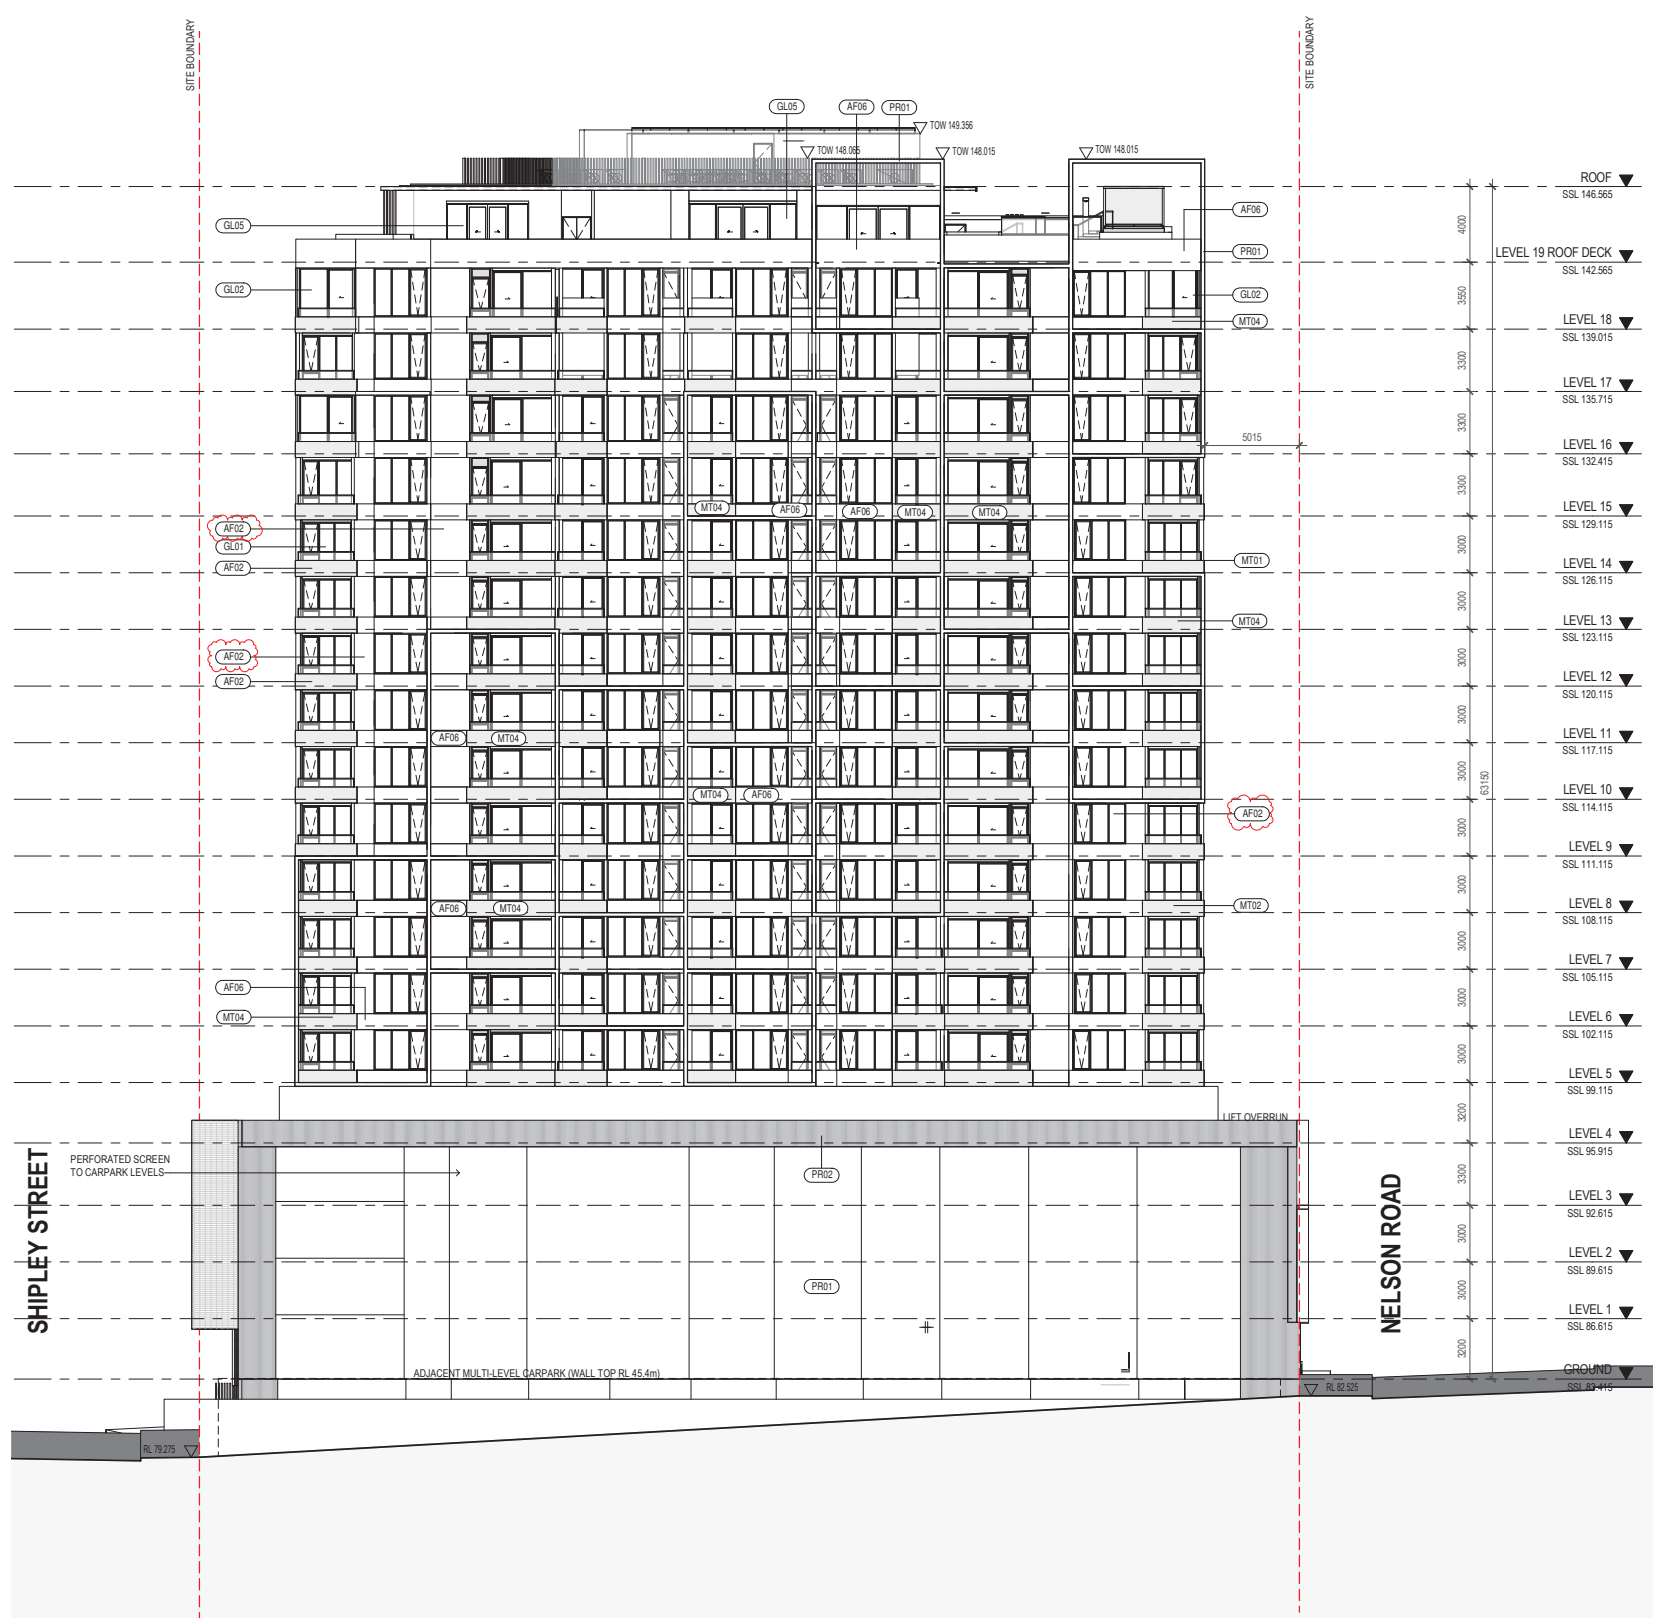 SITE BOUNDARY
SITE BOUNDARY
GL05
AF06
PR01
TOW 149.356
TOW 148.065
TOW 148.015
TOW 148.015
ROOF
SSL 146.565
AF06
GL05
4000
PR01
LEVEL 19 ROOF DECK
SSL 142.565
GL02
GL02
3550
MT04
LEVEL 18
SSL 139.015
3300
LEVEL 17
SSL 135.715
3300
5015
LEVEL 16
SSL 132.415
3300
MT04
AF06
AF06
MT04
MT04
LEVEL 15
SSL 129.115
AF02
GL01
3000
MT01
AF02
LEVEL 14
SSL 126.115
3000
MT04
LEVEL 13
SSL 123.115
AF02
3000
AF02
LEVEL 12
SSL 120.115
3000
AF06
MT04
LEVEL 11
SSL 117.115
3000
63150
MT04
AF06
LEVEL 10
SSL 114.115
AF02
3000
LEVEL 9
SSL 111.115
3000
AF06
MT04
MT02
LEVEL 8
SSL 108.115
3000
LEVEL 7
SSL 105.115
AF06
3000
MT04
LEVEL 6
SSL 102.115
3000
LEVEL 5
SSL 99.115
3200
LIFT OVERRUN
LEVEL 4
SSL 95.915
SHIPLEY STREET
PERFORATED SCREEN
TO CARPARK LEVELS
PR02
3300
NELSON ROAD
LEVEL 3
SSL 92.615
3000
LEVEL 2
SSL 89.615
PR01
3000
LEVEL 1
SSL 86.615
3200
ADJACENT MULTI-LEVEL CARPARK (WALL TOP RL 45.4m)
GROUND
SSL 83.415
RL 82.525
RL 79.275